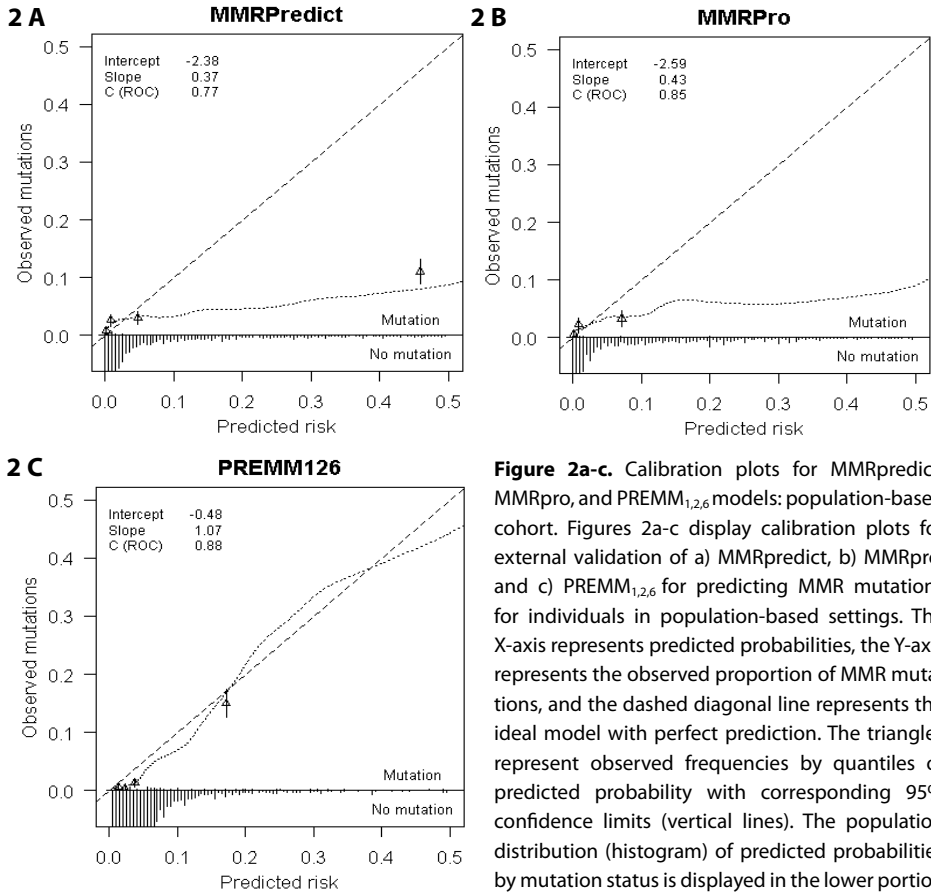 2 A
MMRPredict
Intercept -2.38
Slope 0.37
C (ROC) 0.77
Observed mutations
0.5
0.4
0.3
0.2
0.1
0.0
Mutation
No mutation
0.0 0.1 0.2 0.3 0.4 0.5
Predicted risk
2 B
MMRPro
Intercept -2.59
Slope 0.43
C (ROC) 0.85
Observed mutations
0.5
0.4
0.3
0.2
0.1
0.0
Mutation
No mutation
0.0 0.1 0.2 0.3 0.4 0.5
Predicted risk
2 C
PREMM126
Intercept -0.48
Slope 1.07
C (ROC) 0.88
Observed mutations
0.5
0.4
0.3
0.2
0.1
0.0
Mutation
No mutation
0.0 0.1 0.2 0.3 0.4 0.5
Predicted risk
Figure 2a-c. Calibration plots for MMRpredic
MMRpro, and PREMM1,2,6 models: population-base
cohort. Figures 2a-c display calibration plots fo
external validation of a) MMRpredict, b) MMRpr
and c) PREMM1,2,6 for predicting MMR mutation
for individuals in population-based settings. Th
X-axis represents predicted probabilities, the Y-ax
represents the observed proportion of MMR muta
tions, and the dashed diagonal line represents th
ideal model with perfect prediction. The triangle
represent observed frequencies by quantiles o
predicted probability with corresponding 95%
confidence limits (vertical lines). The populatio
distribution (histogram) of predicted probabilitie
by mutation status is displayed in the lower portio